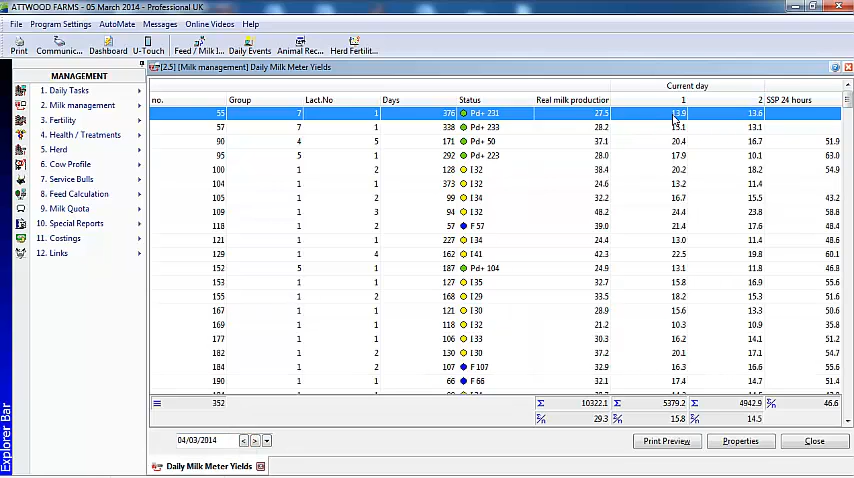 ATTWOOD FARMS - 05 March 2014 - Professional UK
File Program Settings AutoMate Messages Online Videos Help
Print Communic... Dashboard U-Touch Feed / Milk I... Daily Events Animal Rec... Herd Fertilit...
MANAGEMENT
1. Daily Tasks
2. Milk management
3. Fertility
4. Health / Treatments
5. Herd
6. Cow Profile
7. Service Bulls
8. Feed Calculation
9. Milk Quota
10. Special Reports
11. Costings
12. Links
Explorer Bar
[2.5] [Milk management] Daily Milk Meter Yields
Current day
no. Group Lact.No Days Status Real milk production 1 2 SSP 24 hours
55 7 1 376 Pd+ 231 27.5 13.9 13.6
57 7 1 338 Pd+ 233 28.2 15.1 13.1
90 4 5 171 Pd+ 50 37.1 20.4 16.7 51.9
95 5 1 292 Pd+ 223 28.0 17.9 10.1 63.0
100 1 2 128 I 32 38.4 20.2 18.2 54.9
104 1 1 373 I 32 24.6 13.2 11.4
105 1 2 99 I 34 32.2 16.7 15.5 43.2
109 1 3 94 I 32 48.2 24.4 23.8 58.8
118 1 2 57 F 57 39.0 21.4 17.6 48.4
121 1 1 227 I 34 24.4 13.0 11.4 48.6
129 1 4 162 I 41 42.3 22.5 19.8 60.1
152 5 1 187 Pd+ 104 24.9 13.1 11.8 46.8
153 1 1 127 I 35 32.7 15.8 16.9 55.8
155 1 2 168 I 29 33.5 18.2 15.3 51.6
167 1 1 121 I 30 28.9 15.6 13.3 50.6
169 1 1 118 I 32 21.2 10.3 10.9 35.8
177 1 1 106 I 33 30.3 16.2 14.1 51.2
182 1 2 130 I 30 37.2 20.1 17.1 54.7
184 1 2 107 F 107 32.9 16.3 16.6 55.6
190 1 1 66 F 66 32.1 17.4 14.7 51.4
352 Σ 10322.1 Σ 5379.2 Σ 4942.9 Σ/n 46.6
Σ/n 29.3 Σ/n 15.8 Σ/n 14.5
04/03/2014 < > Print Preview Properties Close
Daily Milk Meter Yields